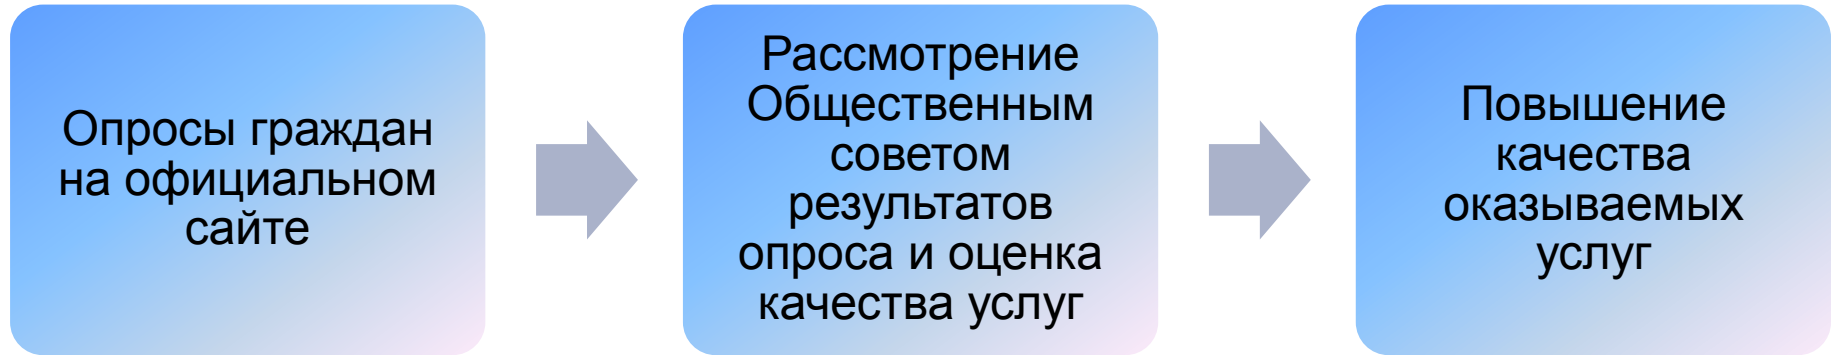 Опросы граждан
на официальном
сайте
Рассмотрение
Общественным
советом
результатов
опроса и оценка
качества услуг
Повышение
качества
оказываемых
услуг